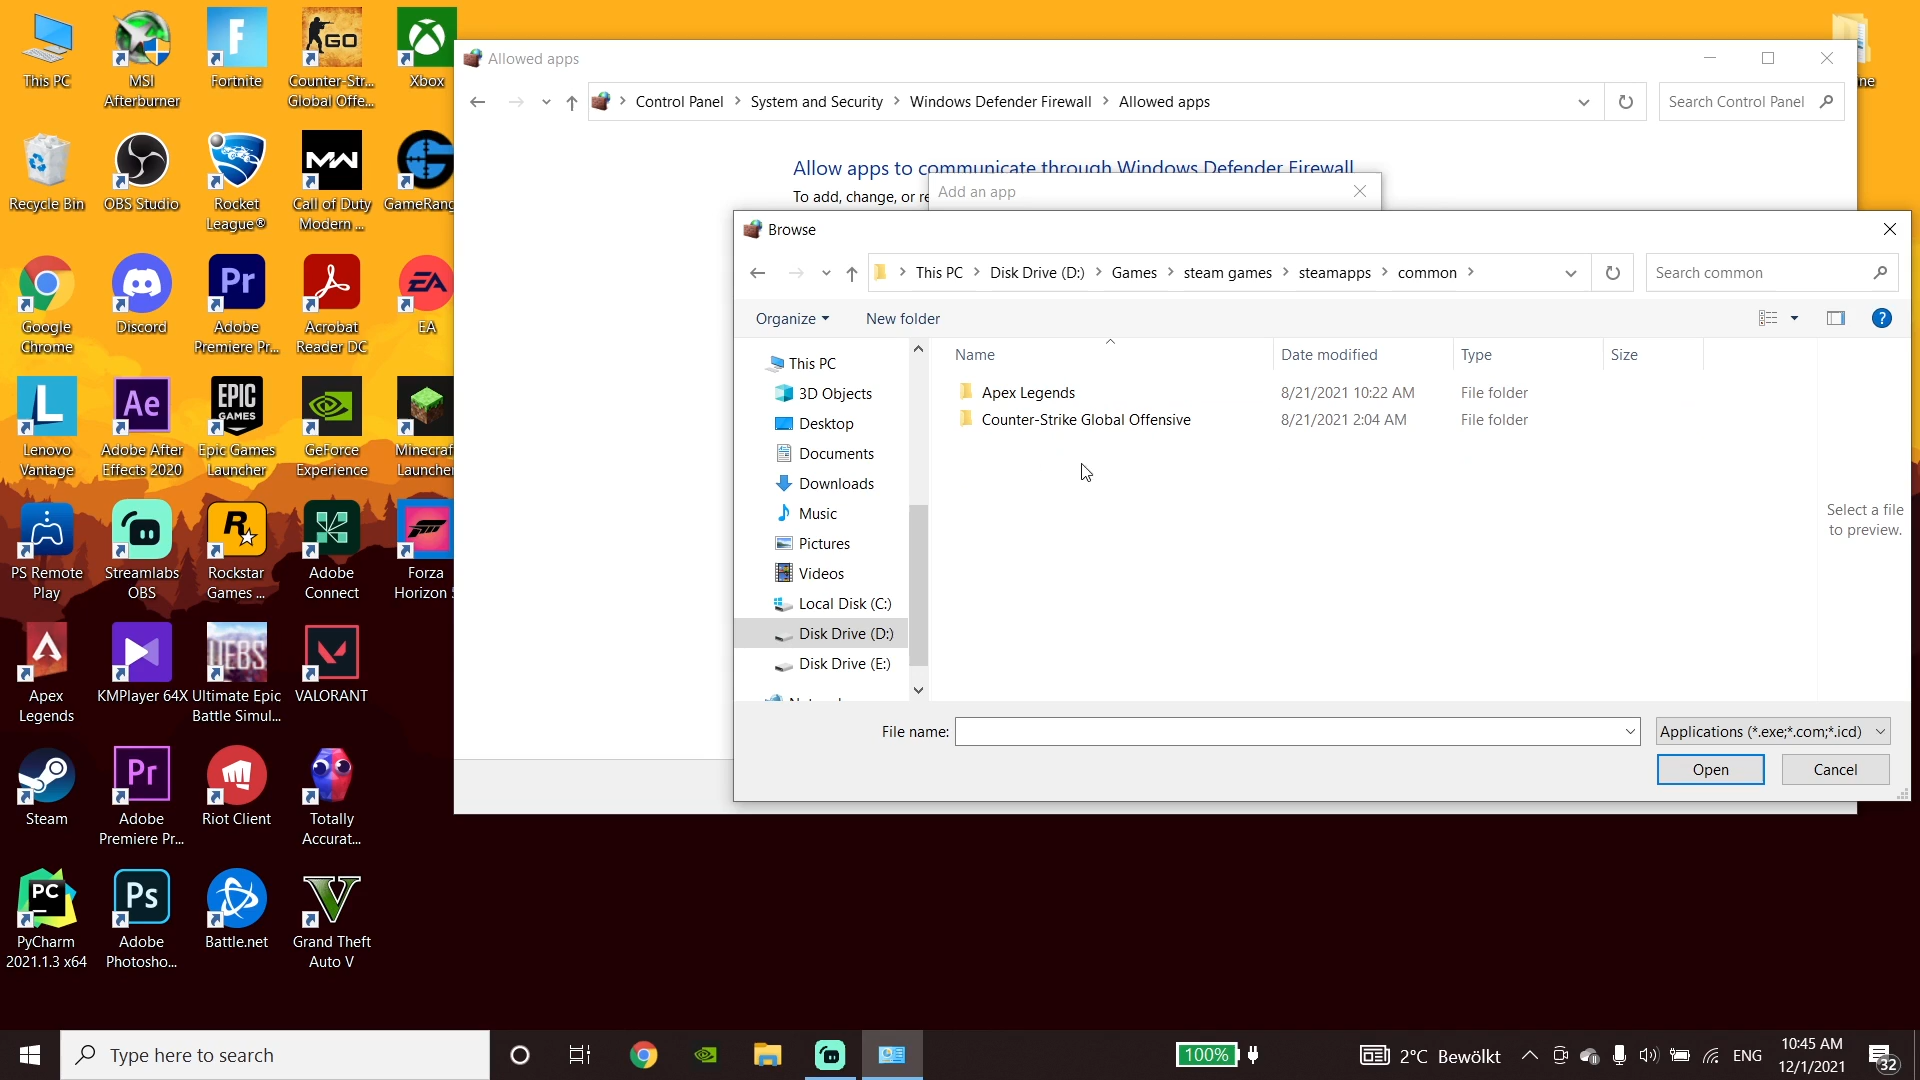 This PC
MSI
Afterburner
Fortnite
Counter-Str...
Global Offe...
Xbox
Recycle Bin
OBS Studio
Rocket
League®
Call of Duty
Modern ...
GameRang
Google
Chrome
Discord
Adobe
Premiere Pr...
Acrobat
Reader DC
EA
Lenovo
Vantage
Adobe After
Effects 2020
Epic Games
Launcher
GeForce
Experience
Minecraf
Launcher
PS Remote
Play
Streamlabs
OBS
Rockstar
Games ...
Adobe
Connect
Forza
Horizon
Apex
Legends
KMPlayer 64X
Ultimate Epic
Battle Simul...
VALORANT
Steam
Adobe
Premiere Pr...
Riot Client
Totally
Accurat...
PyCharm
2021.1.3 x64
Adobe
Photosho...
Battle.net
Grand Theft
Auto V
Allowed apps
Control Panel > System and Security > Windows Defender Firewall > Allowed apps
Search Control Panel
Allow apps to communicate through Windows Defender Firewall
To add, change, or re
Add an app
Browse
This PC > Disk Drive (D:) > Games > steam games > steamapps > common >
Search common
Organize
New folder
This PC
3D Objects
Desktop
Documents
Downloads
Music
Pictures
Videos
Local Disk (C:)
Disk Drive (D:)
Disk Drive (E:)
Name Date modified Type Size
Apex Legends 8/21/2021 10:22 AM File folder
Counter-Strike Global Offensive 8/21/2021 2:04 AM File folder
Select a file
to preview.
File name:
Applications (*.exe;*.com;*.icd)
Open
Cancel
Type here to search
100%
2°C Bewölkt
ENG
10:45 AM
12/1/2021
32